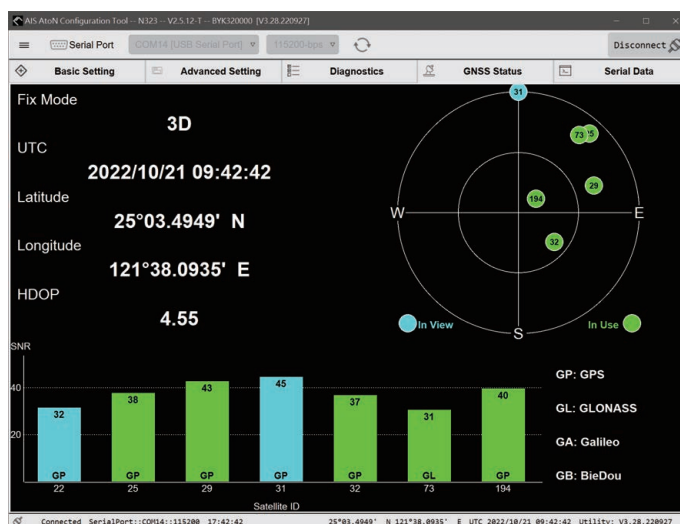 AIS AtoN Configuration Tool -- N323 -- V2.5.12-T -- BYK320000 [V3.28.220927]
Serial Port COM14 [USB Serial Port] 115200-bps Disconnect
Basic Setting Advanced Setting Diagnostics GNSS Status Serial Data
Fix Mode
3D
UTC
2022/10/21 09:42:42
Latitude
25°03.4949' N
Longitude
121°38.0935' E
HDOP
4.55
31
73
29
194
32
W
E
S
In View
In Use
SNR
40
20
32 38 43 45 37 31 40
GP GP GP GP GP GL GP
22 25 29 31 32 73 194
Satellite ID
GP: GPS
GL: GLONASS
GA: Galileo
GB: BieDou
Connected SerialPort::COM14::115200 17:42:42 25°03.4949' N 121°38.0935' E UTC 2022/10/21 09:42:42 Utility: V3.28.220927